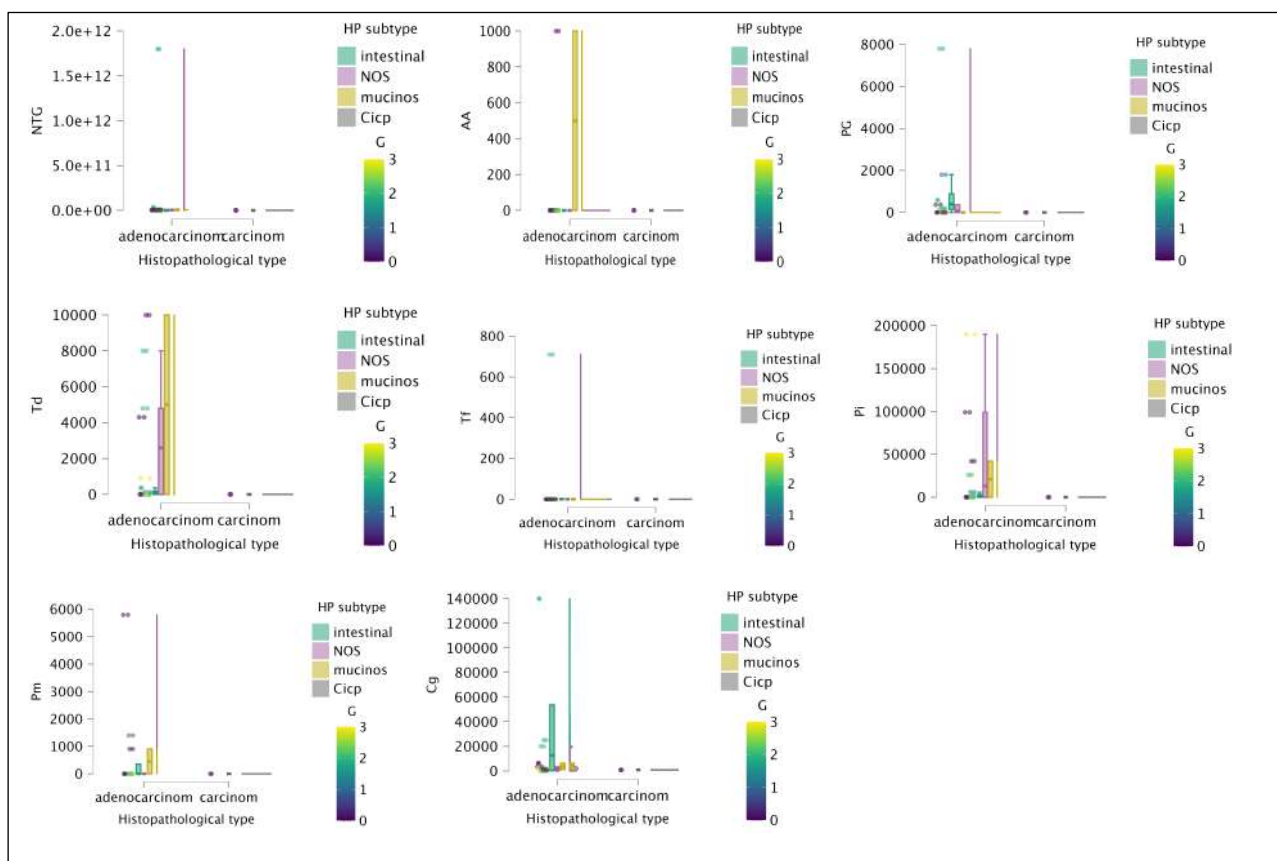 HP subtype
2.0e+12
intestinal
1.5e+12
NOS
mucinos
NTG
1.0e+12
Cicp
G
5.0e+11
3
2
0.0e+00
1
adenocarcinom carcinom
0
Histopathological type
HP subtype
1000
intestinal
800
NOS
600
mucinos
AA
Cicp
400
G
200
3
2
0
1
adenocarcinom carcinom
0
Histopathological type
HP subtype
8000
intestinal
6000
NOS
mucinos
PG
4000
Cicp
G
2000
3
2
0
1
adenocarcinom carcinom
0
Histopathological type
HP subtype
10000
intestinal
8000
NOS
6000
mucinos
Td
Cicp
4000
G
2000
3
2
0
1
adenocarcinom carcinom
0
Histopathological type
HP subtype
800
intestinal
600
NOS
mucinos
Tf
400
Cicp
G
200
3
2
0
1
adenocarcinom carcinom
0
Histopathological type
HP subtype
200000
intestinal
150000
NOS
mucinos
Pi
100000
Cicp
G
50000
3
2
0
1
adenocarcinom carcinom
0
Histopathological type
HP subtype
6000
intestinal
5000
NOS
4000
mucinos
Pm
3000
Cicp
2000
G
1000
3
2
0
1
adenocarcinom carcinom
0
Histopathological type
HP subtype
140000
intestinal
120000
NOS
100000
mucinos
Cg
80000
Cicp
60000
G
40000
3
20000
2
0
1
adenocarcinom carcinom
0
Histopathological type